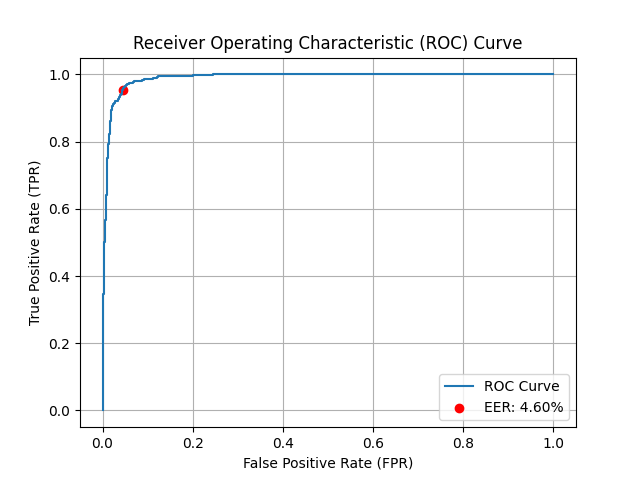 Receiver Operating Characteristic (ROC) Curve
1.0
0.8
0.6
0.4
0.2
0.0
True Positive Rate (TPR)
ROC Curve
EER: 4.60%
0.0 0.2 0.4 0.6 0.8 1.0
False Positive Rate (FPR)